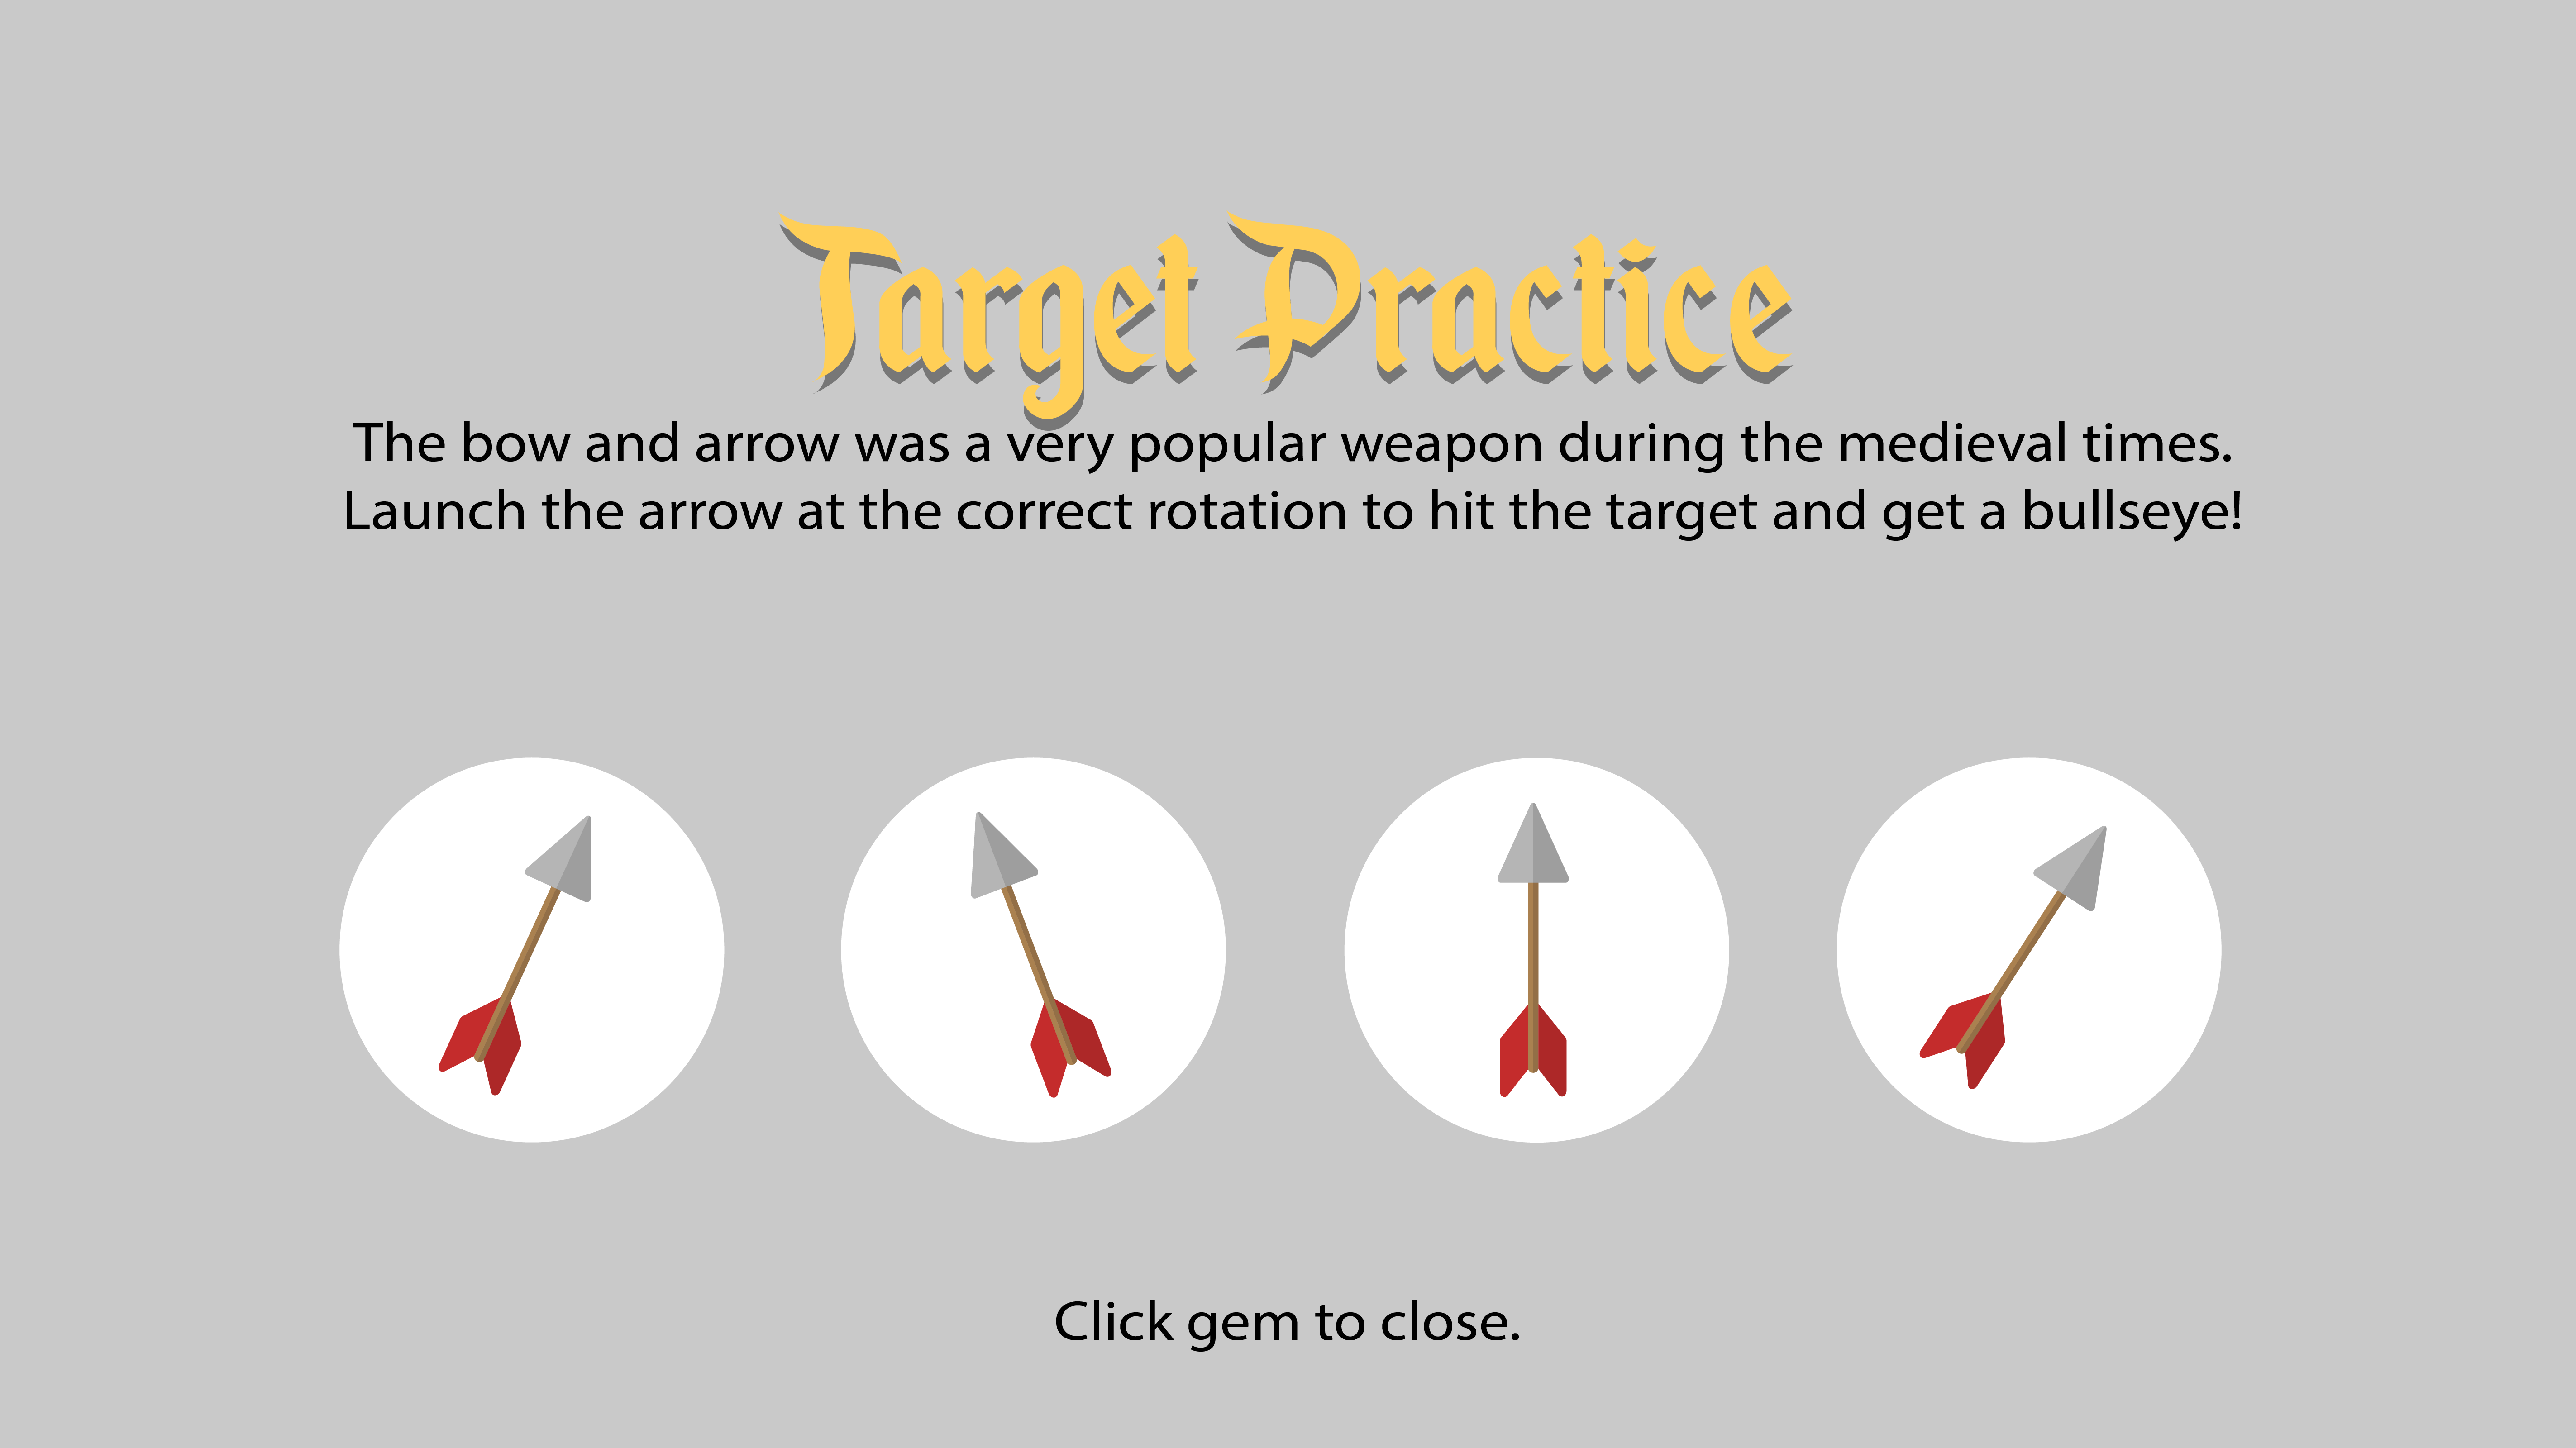 Target Practice
The bow and arrow was a very popular weapon during the medieval times.
Launch the arrow at the correct rotation to hit the target and get a bullseye!
Click gem to close.